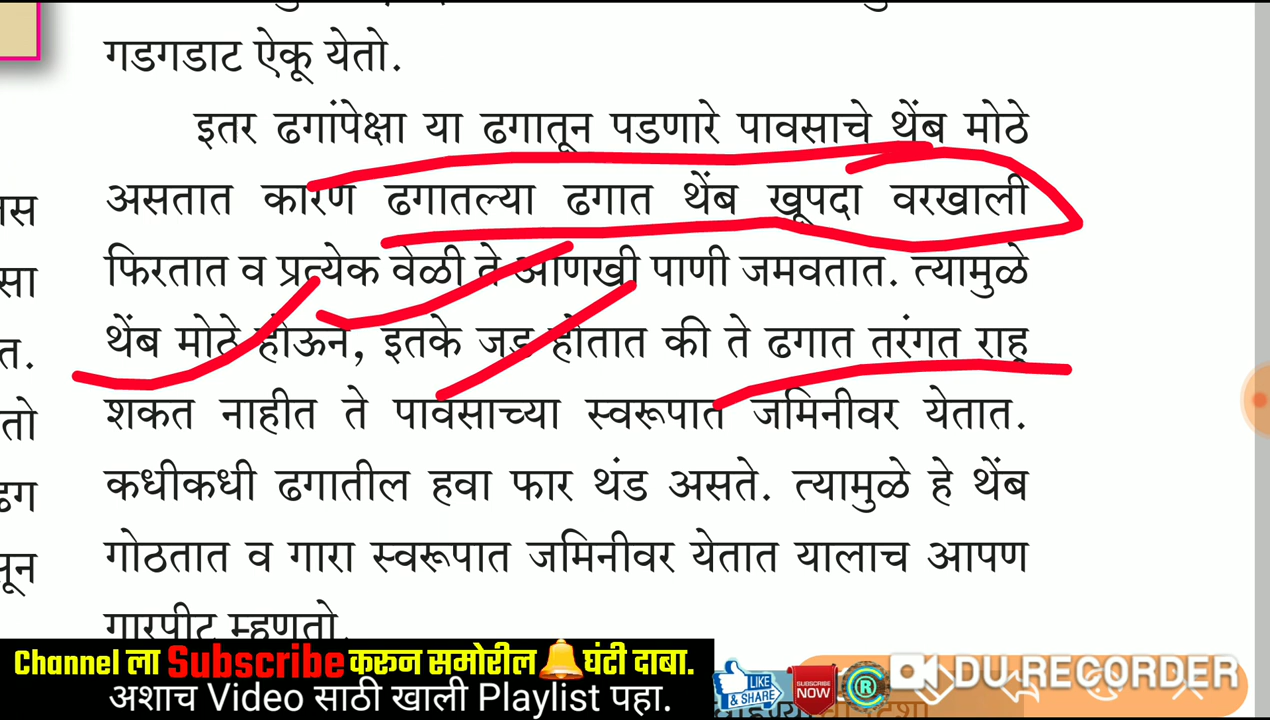 गडगडाट ऐकू येतो.
इतर ढगांपेक्षा या ढगातून पडणारे पावसाचे थेंब मोठे
असतात कारण ढगातल्या ढगात थेंब खूपदा वरखाली
फिरतात व प्रत्येक वेळी ते आणखी पाणी जमवतात. त्यामुळे
थेंब मोठे होऊन, इतके जड होतात की ते ढगात तरंगत राहू
शकत नाहीत ते पावसाच्या स्वरूपात जमिनीवर येतात.
कधीकधी ढगातील हवा फार थंड असते. त्यामुळे हे थेंब
गोठतात व गारा स्वरूपात जमिनीवर येतात यालाच आपण
गारपीट म्हणतो.
Channel ला Subscribe करून समोरील घंटी दाबा.
अशाच Video साठी खाली Playlist पहा.
LIKE & SHARE
SUBSCRIBE NOW
R
DU RECORDER